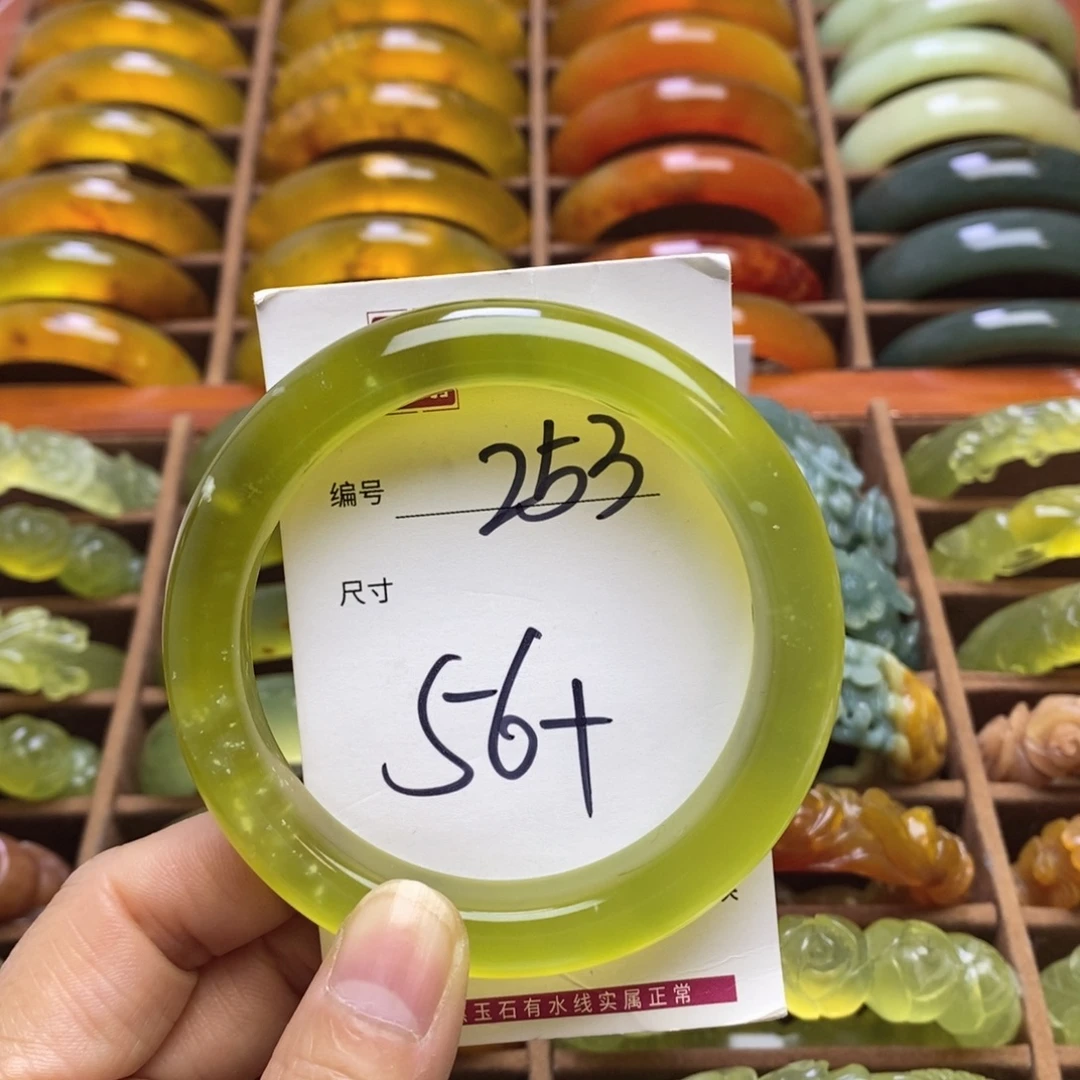 编号 253
尺寸
56+
玉石有水线实属正常